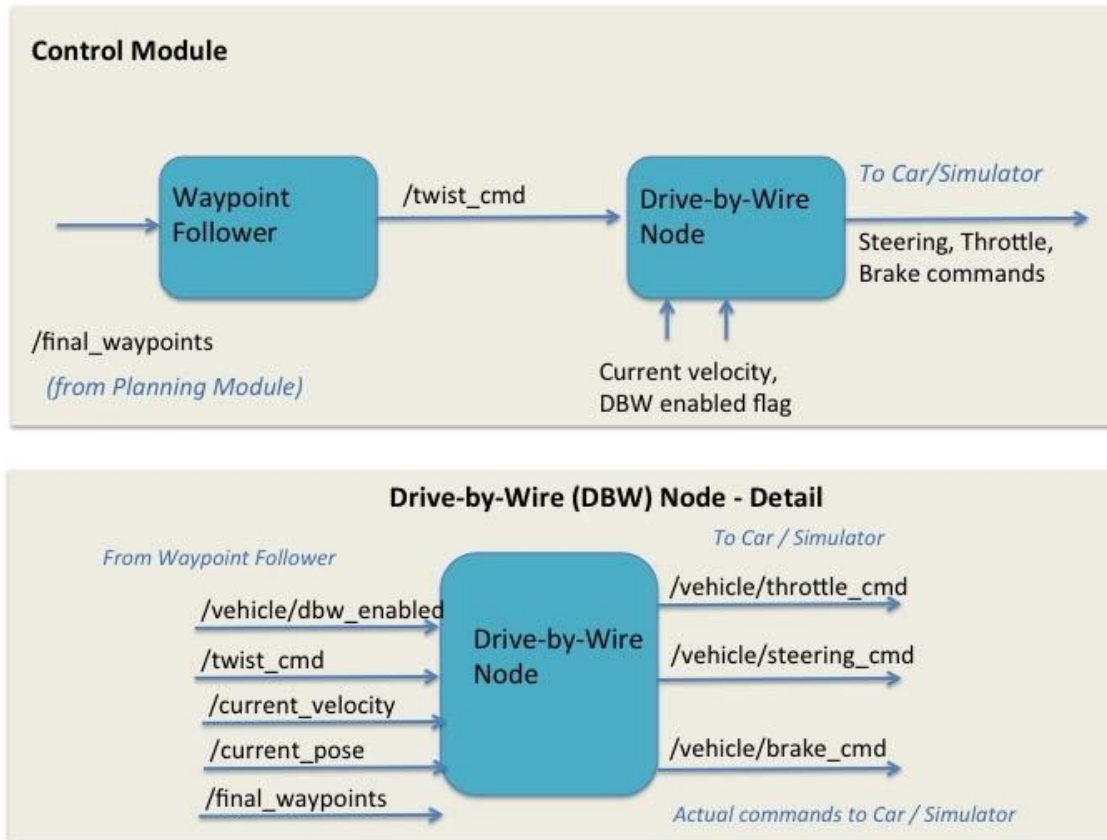 Control Module
Waypoint
Follower
/twist_cmd
Drive-by-Wire
Node
To Car/Simulator
Steering, Throttle,
Brake commands
/final_waypoints
(from Planning Module)
Current velocity,
DBW enabled flag
Drive-by-Wire (DBW) Node - Detail
From Waypoint Follower
To Car / Simulator
/vehicle/dbw_enabled
/twist_cmd
/current_velocity
/current_pose
/final_waypoints
Drive-by-Wire
Node
/vehicle/throttle_cmd
/vehicle/steering_cmd
/vehicle/brake_cmd
Actual commands to Car / Simulator